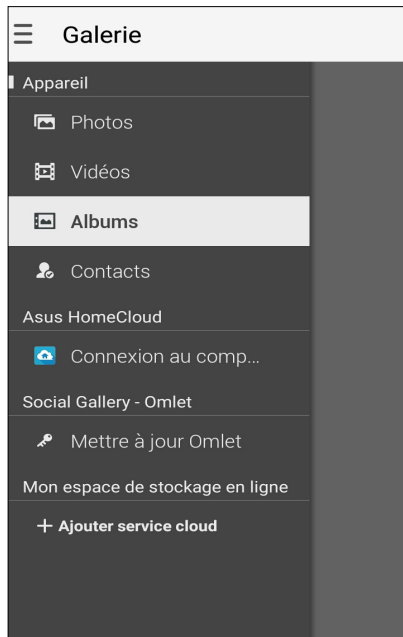 Galerie
Appareil
Photos
Vidéos
Albums
Contacts
Asus HomeCloud
Connexion au comp...
Social Gallery - Omlet
Mettre à jour Omlet
Mon espace de stockage en ligne
+ Ajouter service cloud